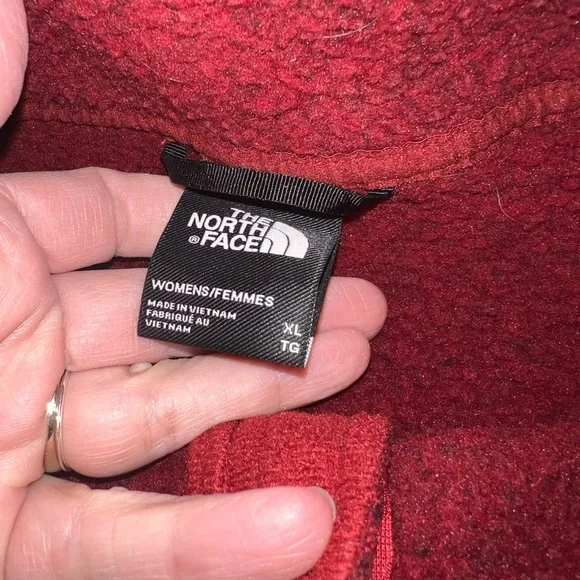 THE
NORTH
® FACE
WOMENS/FEMMES
MADE IN VIETNAM
FABRIQUÉ AU
VIETNAM
XL
TG